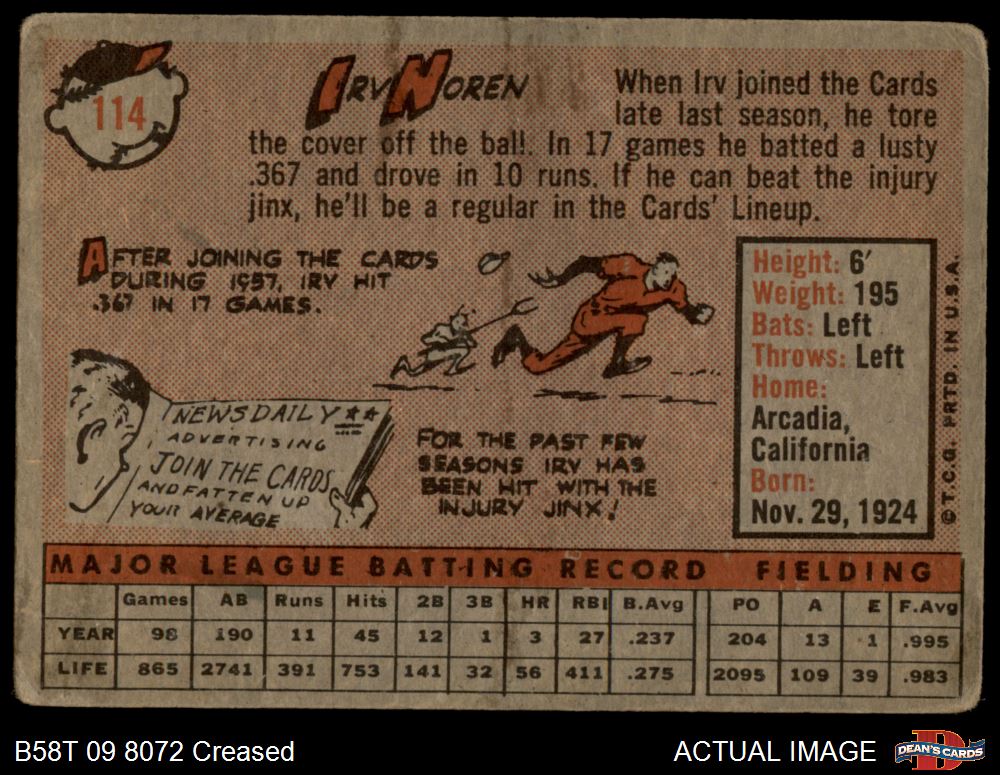 114
IRV NOREN
When Irv joined the Cards
late last season, he tore
the cover off the ball. In 17 games he batted a lusty
.367 and drove in 10 runs. If he can beat the injury
jinx, he'll be a regular in the Cards' Lineup.
AFTER JOINING THE CARDS
DURING 1957, IRV HIT
.367 IN 17 GAMES.
NEWSDAILY **
ADVERTISING
JOIN THE CARDS
AND FATTEN UP
YOUR AVERAGE
FOR THE PAST FEW
SEASONS IRV HAS
BEEN HIT WITH THE
INJURY JINX!
Height: 6'
Weight: 195
Bats: Left
Throws: Left
Home:
Arcadia,
California
Born:
Nov. 29, 1924
© T.C.G. PRTD. IN U.S.A.
MAJOR LEAGUE BATTING RECORD FIELDING
Games AB Runs Hits 2B 3B HR RBI B.Avg PO A E F.Avg
YEAR 98 190 11 45 12 1 3 27 .237 204 13 1 .995
LIFE 865 2741 391 753 141 32 56 411 .275 2095 109 39 .983
B58T 09 8072 Creased
ACTUAL IMAGE
DEAN'S CARDS